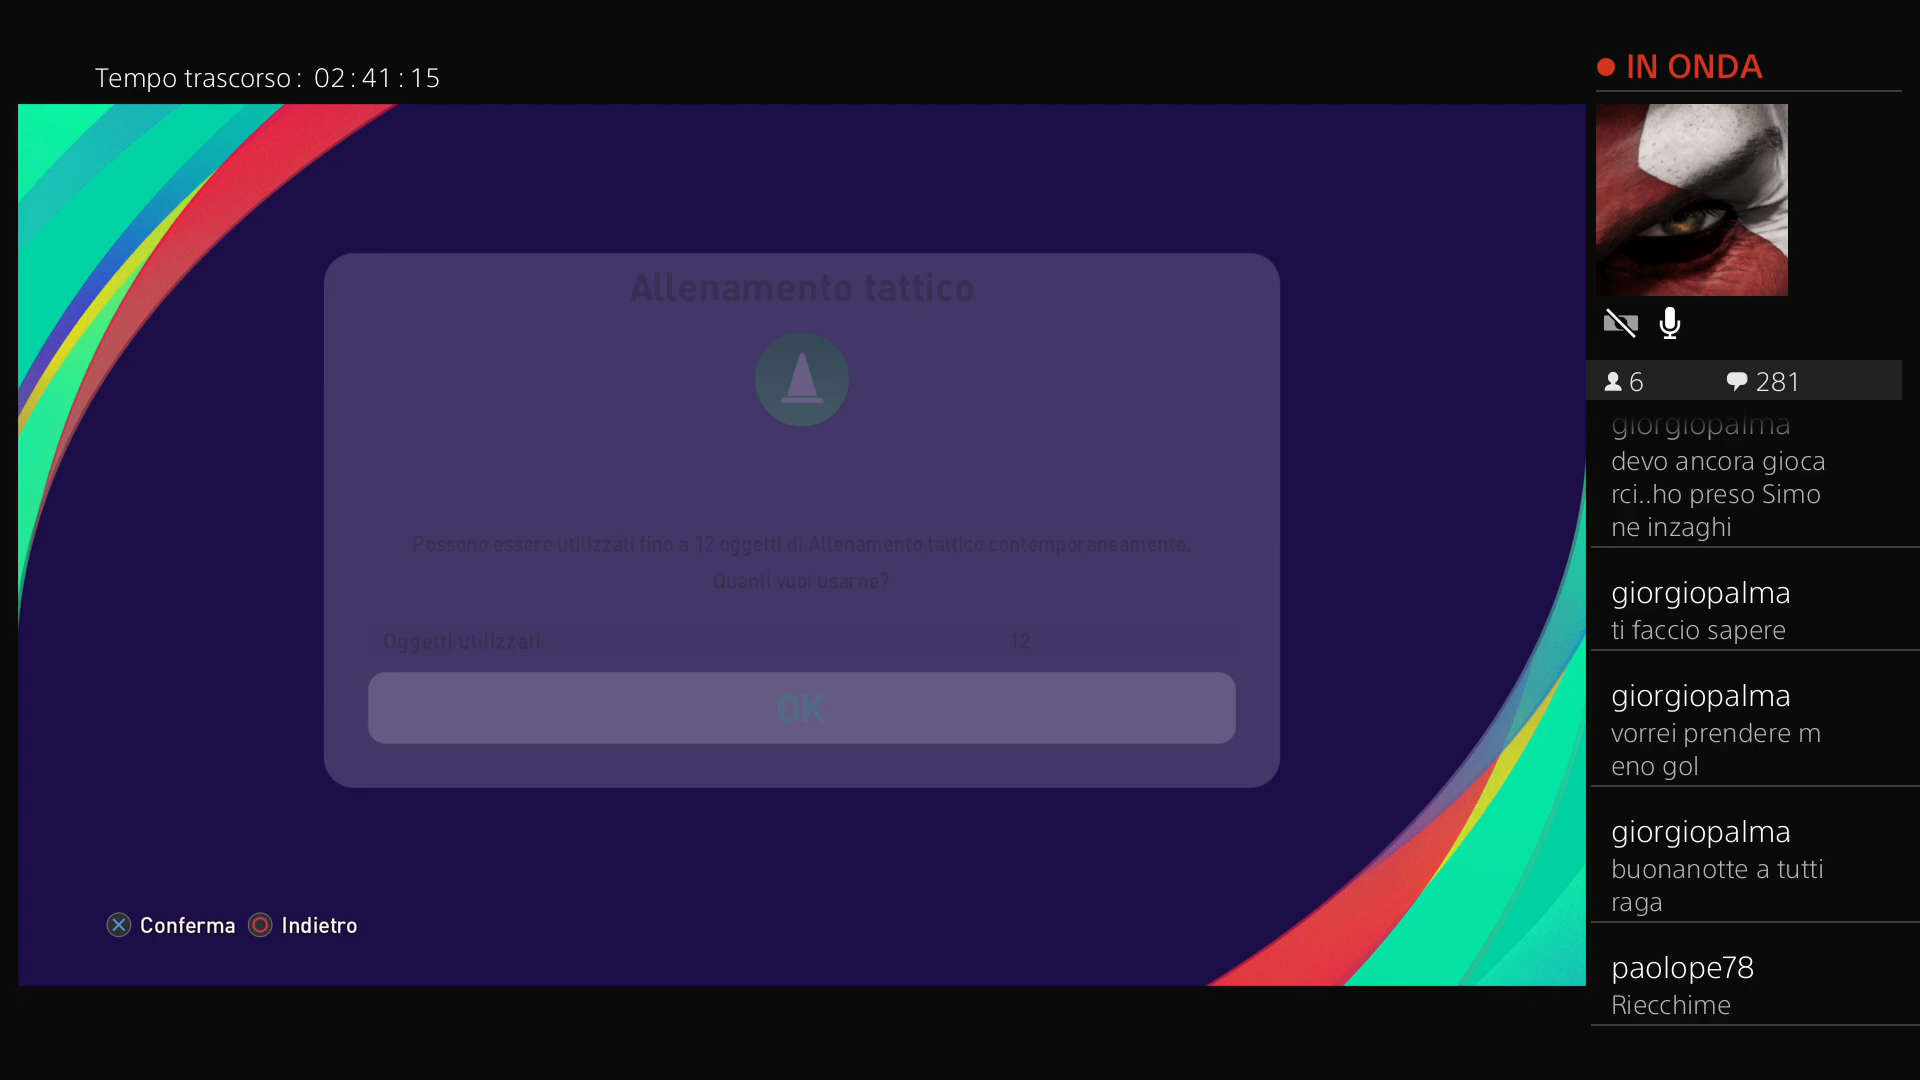 Tempo trascorso: 02:41:15
IN ONDA
Allenamento tattico
Possono essere utilizzati fino a 12 oggetti di Allenamento tattico contemporaneamente.
Quanti vuoi usarne?
Oggetti utilizzati 12
OK
Conferma Indietro
6 281
giorgiopalma
devo ancora gioca
rci..ho preso Simo
ne inzaghi
giorgiopalma
ti faccio sapere
giorgiopalma
vorrei prendere m
eno gol
giorgiopalma
buonanotte a tutti
raga
paolope78
Riecchime